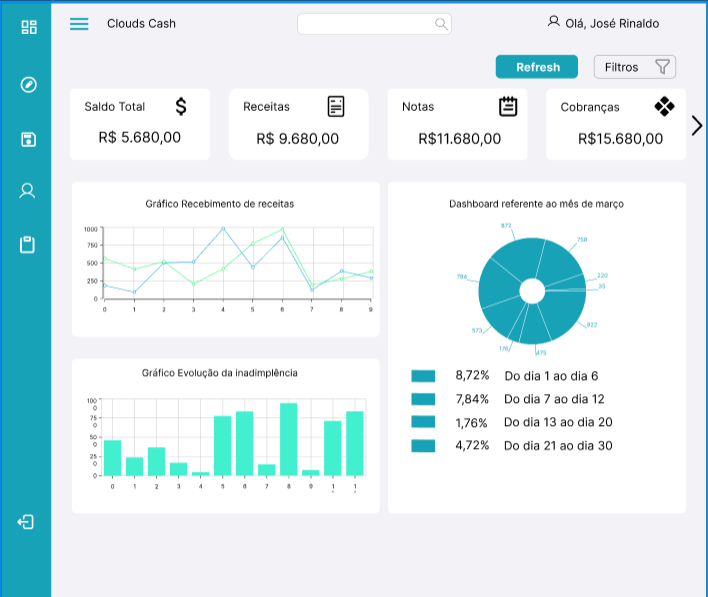 Clouds Cash
Olá, José Rinaldo
Refresh
Filtros
Saldo Total
R$ 5.680,00
Receitas
R$ 9.680,00
Notas
R$11.680,00
Cobranças
R$15.680,00
Gráfico Recebimento de receitas
1000
750
500
250
0
0 1 2 3 4 5 6 7 8 9
Gráfico Evolução da inadimplência
100
0
75
0
50
0
25
0
0
0 1 2 3 4 5 6 7 8 9 1 1
Dashboard referente ao mês de março
872
758
220
35
922
475
176
573
784
8,72% Do dia 1 ao dia 6
7,84% Do dia 7 ao dia 12
1,76% Do dia 13 ao dia 20
4,72% Do dia 21 ao dia 30